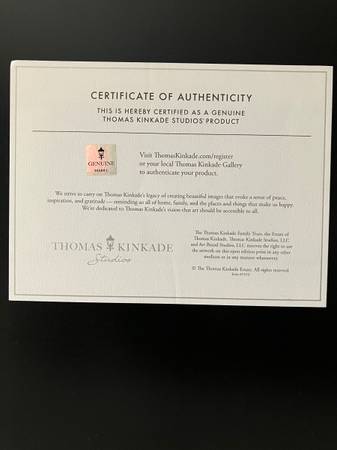 CERTIFICATE OF AUTHENTICITY
THIS IS HEREBY CERTIFIED AS A GENUINE
THOMAS KINKADE STUDIOS® PRODUCT
GENUINE
Visit ThomasKinkade.com/register
or your local Thomas Kinkade Gallery
to authenticate your product.
We strive to carry on Thomas Kinkade's legacy of creating beautiful images that evoke a sense of peace,
inspiration, and gratitude — reminding us all of home, family, and the places and things that make us happy.
We're dedicated to Thomas Kinkade's vision that art should be accessible to all.
THOMAS KINKADE
Studios
The Thomas Kinkade Family Trust, the Estate of
Thomas Kinkade, Thomas Kinkade Studios, LLC
and Art Brand Studios, LLC reserves the right to use
the artwork on this open edition print in any other
medium or in any manner whatsoever.
© The Thomas Kinkade Estate. All rights reserved.